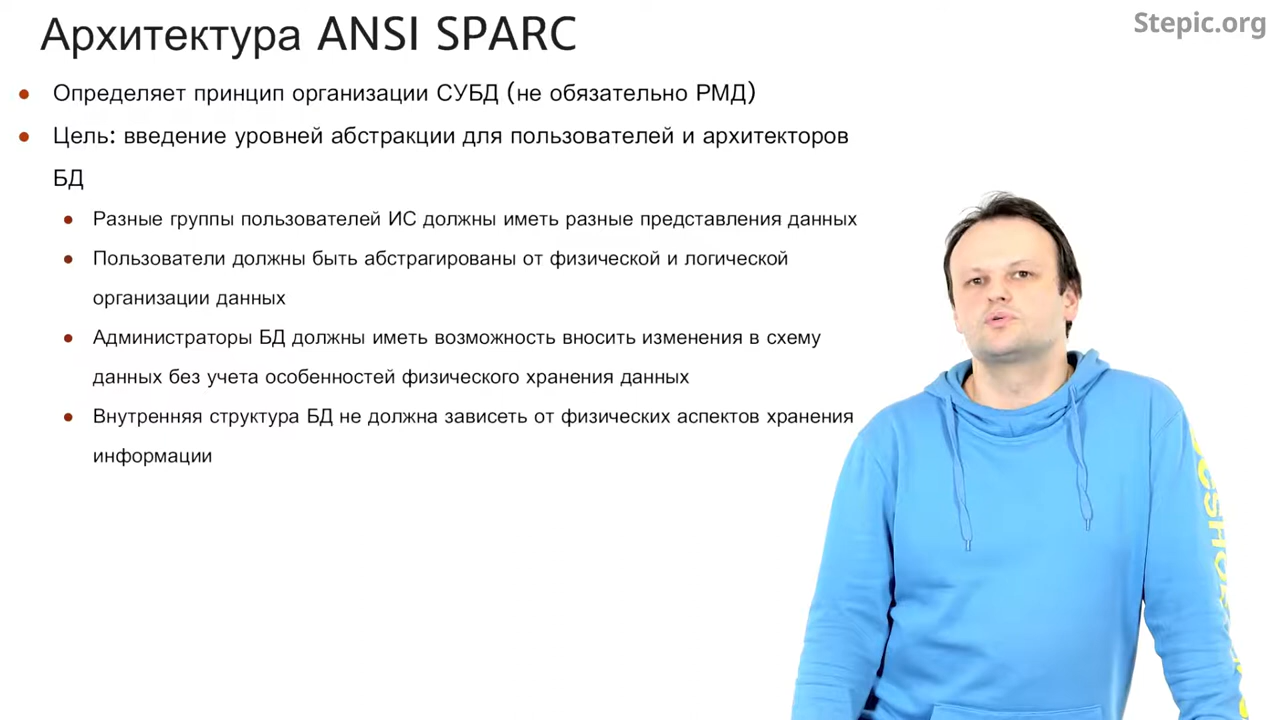 Архитектура ANSI SPARC
Stepic.org
Определяет принцип организации СУБД (не обязательно РМД)
Цель: введение уровней абстракции для пользователей и архитекторов
БД
Разные группы пользователей ИС должны иметь разные представления данных
Пользователи должны быть абстрагированы от физической и логической
организации данных
Администраторы БД должны иметь возможность вносить изменения в схему
данных без учета особенностей физического хранения данных
Внутренняя структура БД не должна зависеть от физических аспектов хранения
информации